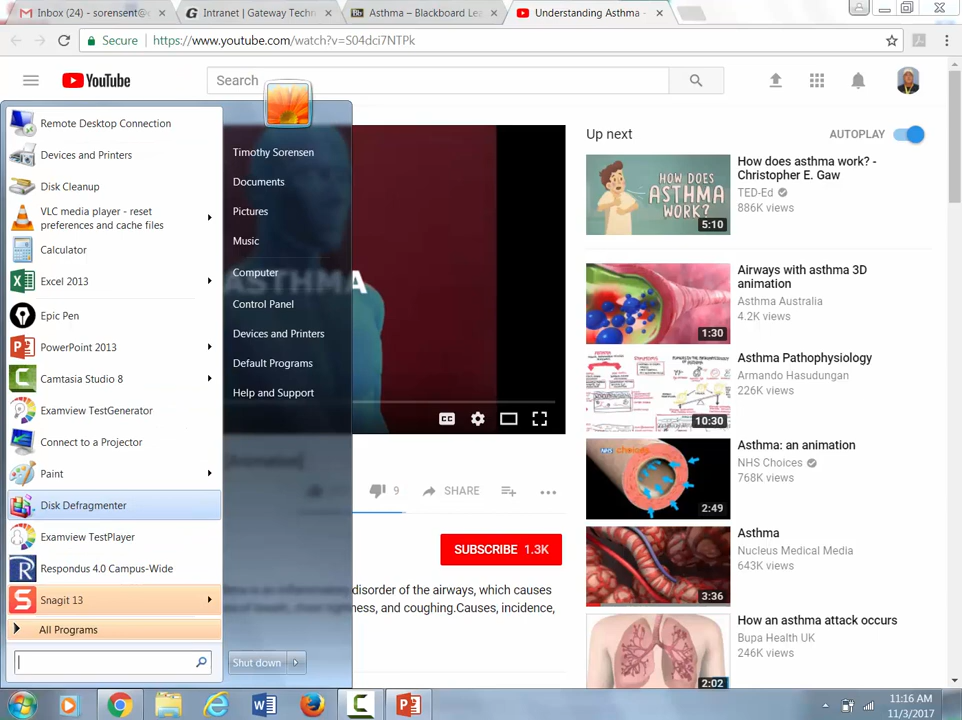 Inbox (24) - sorensent@
Intranet | Gateway Techn
Bb
Asthma – Blackboard Lea
Understanding Asthma -
Secure
https://www.youtube.com/watch?v=S04dci7NTPk
YouTube
Search
Remote Desktop Connection
Devices and Printers
Disk Cleanup
VLC media player - reset
preferences and cache files
Calculator
Excel 2013
Epic Pen
PowerPoint 2013
Camtasia Studio 8
Examview TestGenerator
Connect to a Projector
Paint
Disk Defragmenter
Examview TestPlayer
Respondus 4.0 Campus-Wide
Snagit 13
All Programs
Timothy Sorensen
Documents
Pictures
Music
Computer
Control Panel
Devices and Printers
Default Programs
Help and Support
Shut down
ASTHMA
CC
9
SHARE
SUBSCRIBE 1.3K
disorder of the airways, which causes
ness, and coughing.Causes, incidence,
Up next
AUTOPLAY
HOW DOES
ASTHMA
WORK?
5:10
How does asthma work? -
Christopher E. Gaw
TED-Ed
886K views
1:30
Airways with asthma 3D
animation
Asthma Australia
4.2K views
10:30
Asthma Pathophysiology
Armando Hasudungan
226K views
NHS choices
2:49
Asthma: an animation
NHS Choices
768K views
3:36
Asthma
Nucleus Medical Media
643K views
2:02
How an asthma attack occurs
Bupa Health UK
246K views
11:16 AM
11/3/2017